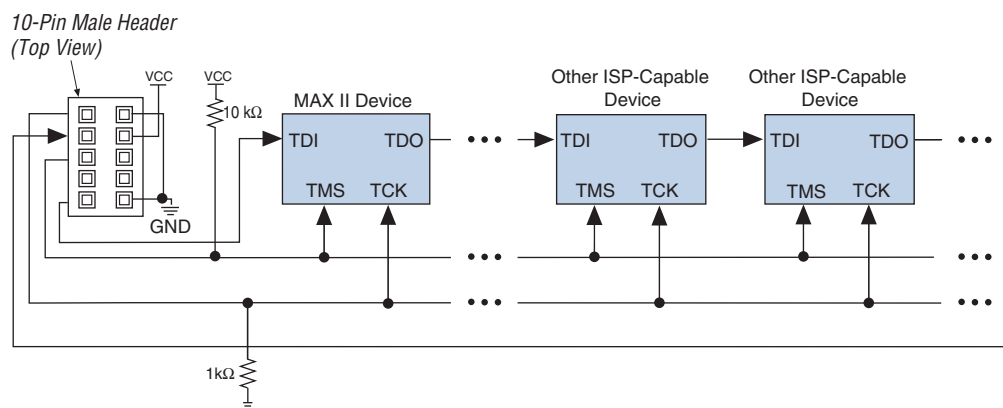 10-Pin Male Header
(Top View)
VCC
VCC
10 kΩ
GND
MAX II Device
TDI
TDO
TMS
TCK
Other ISP-Capable
Device
TDI
TDO
TMS
TCK
Other ISP-Capable
Device
TDI
TDO
TMS
TCK
1kΩ